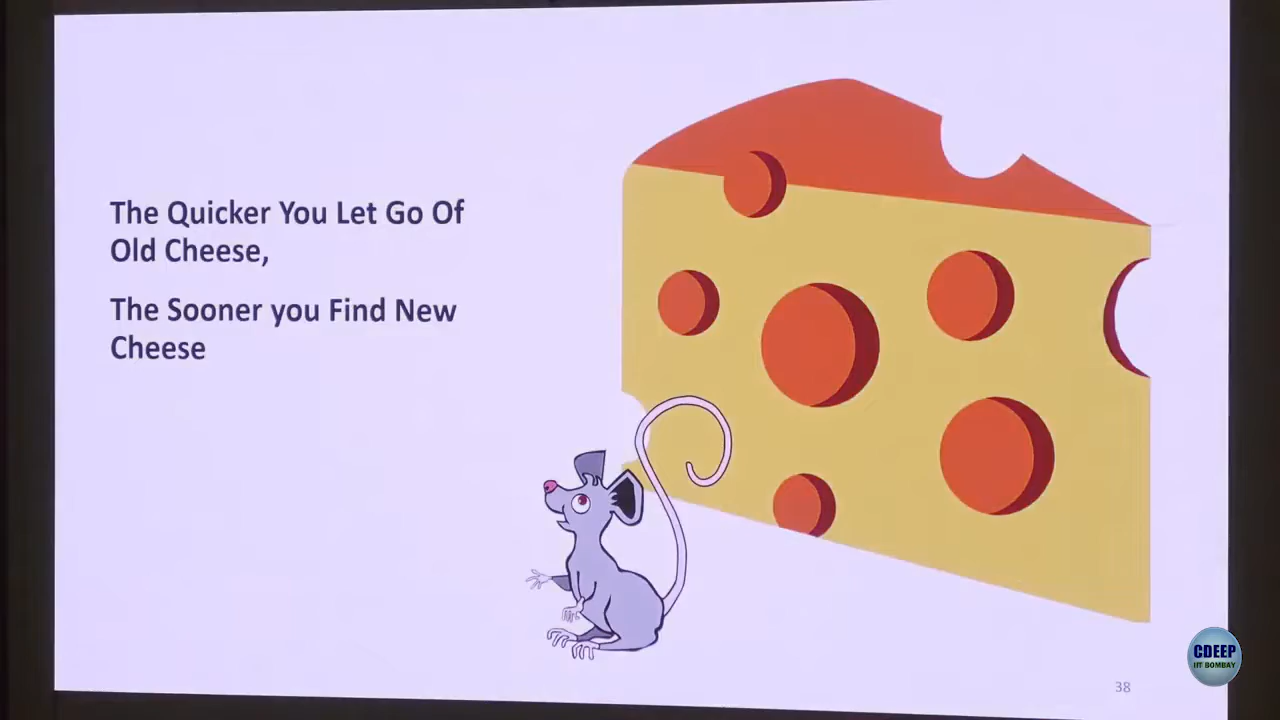 The Quicker You Let Go Of
Old Cheese,
The Sooner you Find New
Cheese
38
CDEEP
IIT BOMBAY